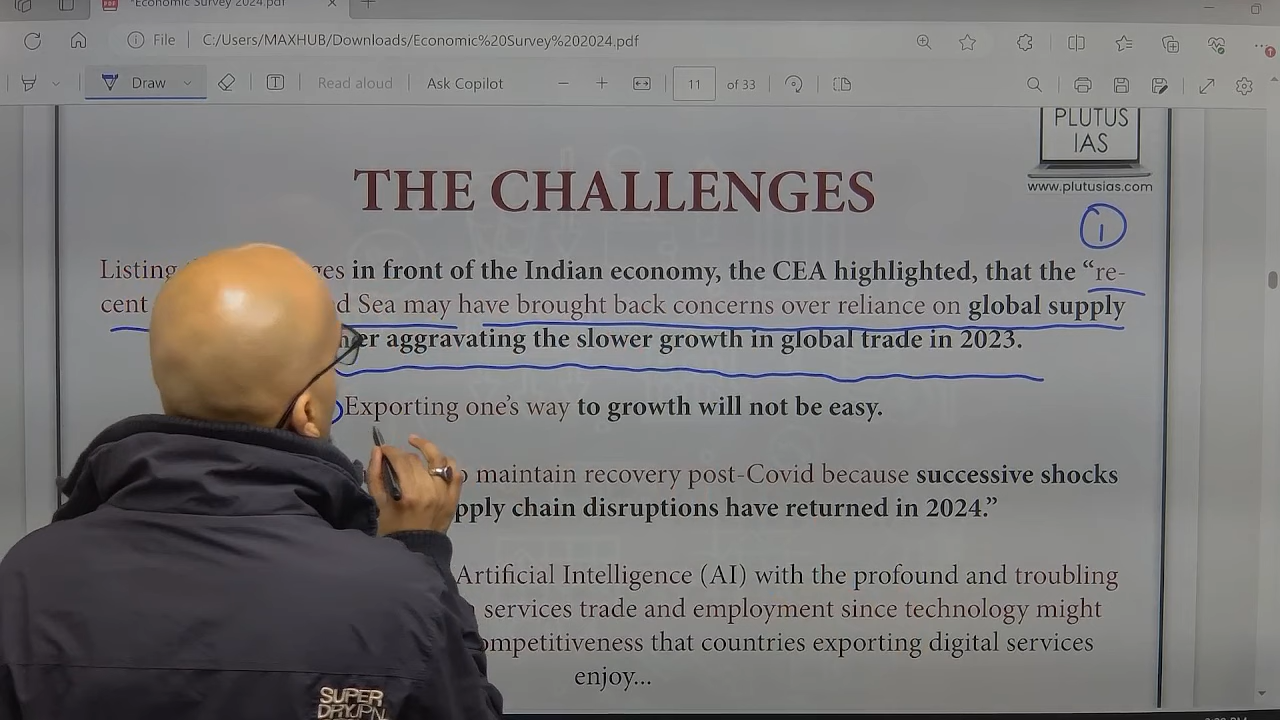 *Economic Survey 2024.pdf
File C:/Users/MAXHUB/Downloads/Economic%20Survey%202024.pdf
Draw Read aloud Ask Copilot 11 of 33
PLUTUS
IAS
www.plutusias.com
THE CHALLENGES
1
Listing in front of the Indian economy, the CEA highlighted, that the “re-
cent Sea may have brought back concerns over reliance on global supply
aggravating the slower growth in global trade in 2023.
Exporting one’s way to growth will not be easy.
maintain recovery post-Covid because successive shocks
chain disruptions have returned in 2024.”
Artificial Intelligence (AI) with the profound and troubling
services trade and employment since technology might
that countries exporting digital services
enjoy...
SUPER
DRY JPN